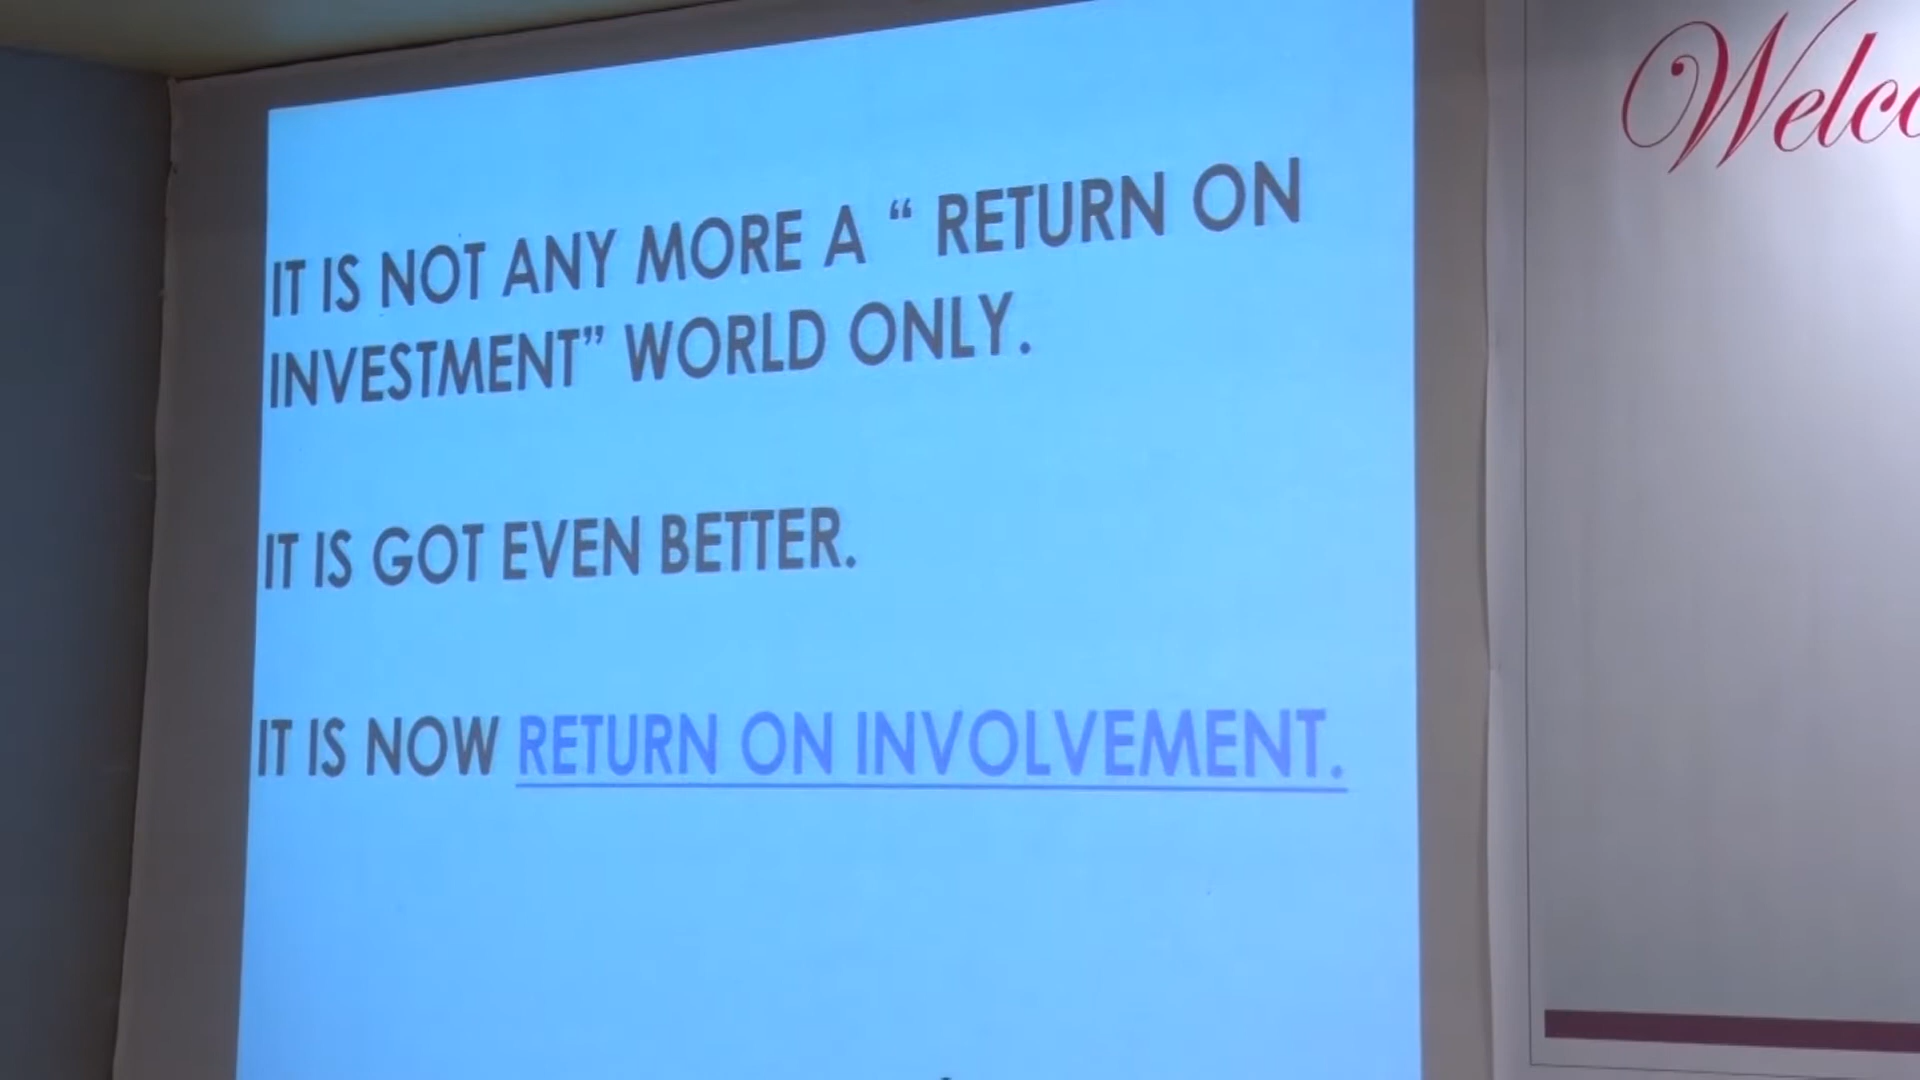 IT IS NOT ANY MORE A “ RETURN ON
INVESTMENT” WORLD ONLY.
IT IS GOT EVEN BETTER.
IT IS NOW RETURN ON INVOLVEMENT.